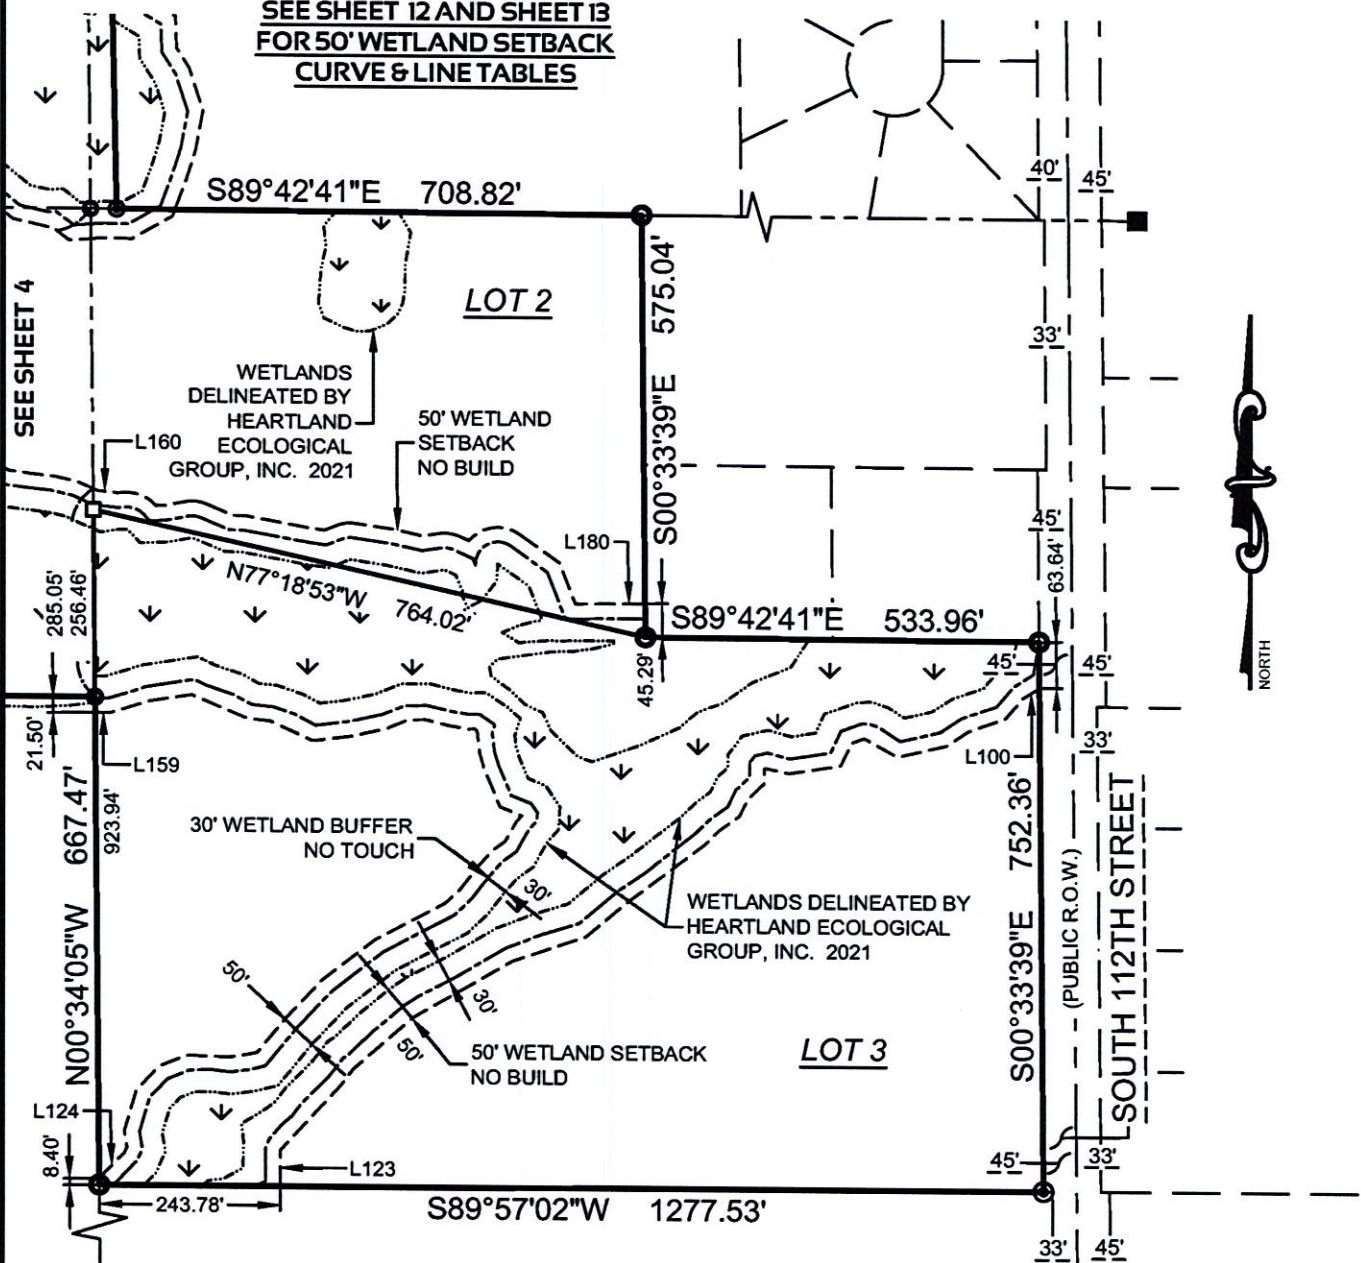 SEE SHEET 12 AND SHEET 13
FOR 50' WETLAND SETBACK
CURVE & LINE TABLES
S89°42'41"E 708.82'
40'
45'
SEE SHEET 4
LOT 2
575.04'
S00°33'39"E
33'
WETLANDS
DELINEATED BY
HEARTLAND
ECOLOGICAL
GROUP, INC. 2021
50' WETLAND
SETBACK
NO BUILD
L160
L180
45'
63.64'
N77°18'53"W 764.02'
285.05'
256.46'
S89°42'41"E 533.96'
45.29'
45'
45'
NORTH
21.50'
L159
L100
33'
667.47'
N00°34'05"W
923.94'
30' WETLAND BUFFER
NO TOUCH
30'
WETLANDS DELINEATED BY
HEARTLAND ECOLOGICAL
GROUP, INC. 2021
752.36'
S00°33'39"E
(PUBLIC R.O.W.)
SOUTH 112TH STREET
50'
30'
50'
50' WETLAND SETBACK
NO BUILD
LOT 3
L124
8.40'
L123
45'
33'
243.78'
S89°57'02"W 1277.53'
33'
45'